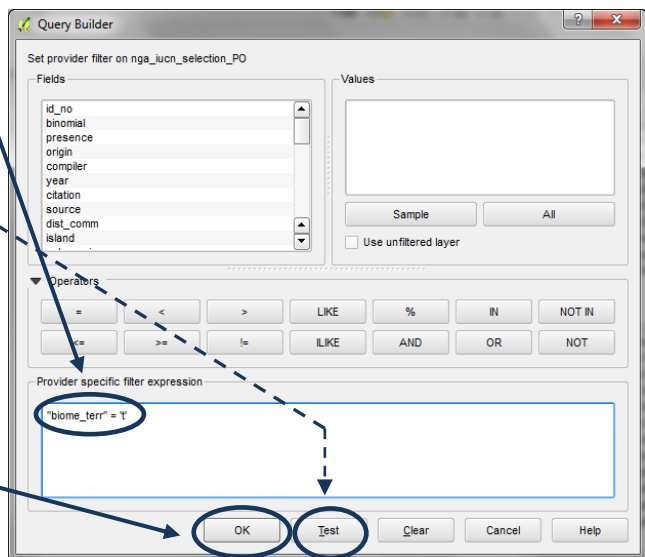 Query Builder
Set provider filter on nga_iucn_selection_PO
Fields
id_no
binomial
presence
origin
compiler
year
citation
source
dist_comm
island
Values
Sample
All
Use unfiltered layer
Operators
= < > LIKE % IN NOT IN
<= >= != ILIKE AND OR NOT
Provider specific filter expression
"biome_terr" = 't'
OK Test Clear Cancel Help